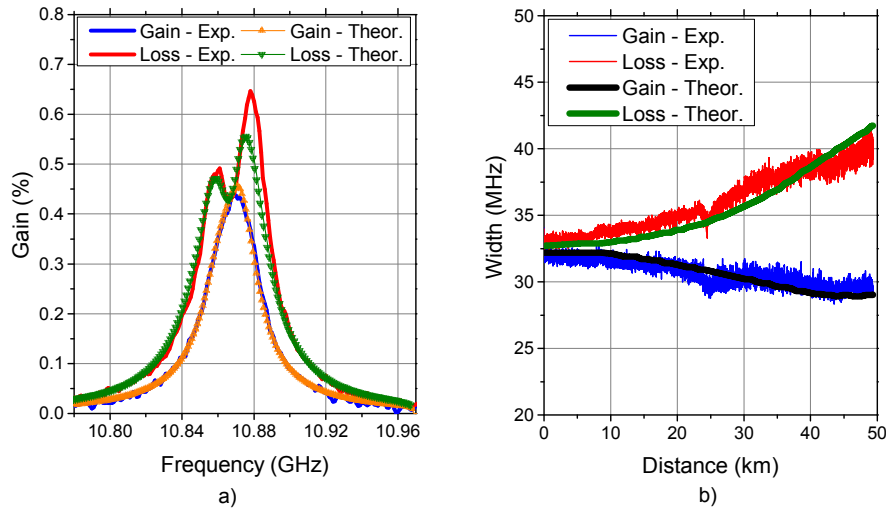 Gain - Exp. Gain - Theor.
Loss - Exp. Loss - Theor.
0.8
0.7
0.6
0.5
0.4
0.3
0.2
0.1
0.0
Gain (%)
10.80 10.84 10.88 10.92 10.96
Frequency (GHz)
a)
Gain - Exp.
Loss - Exp.
Gain - Theor.
Loss - Theor.
50
45
40
35
30
25
20
Width (MHz)
0 10 20 30 40 50
Distance (km)
b)